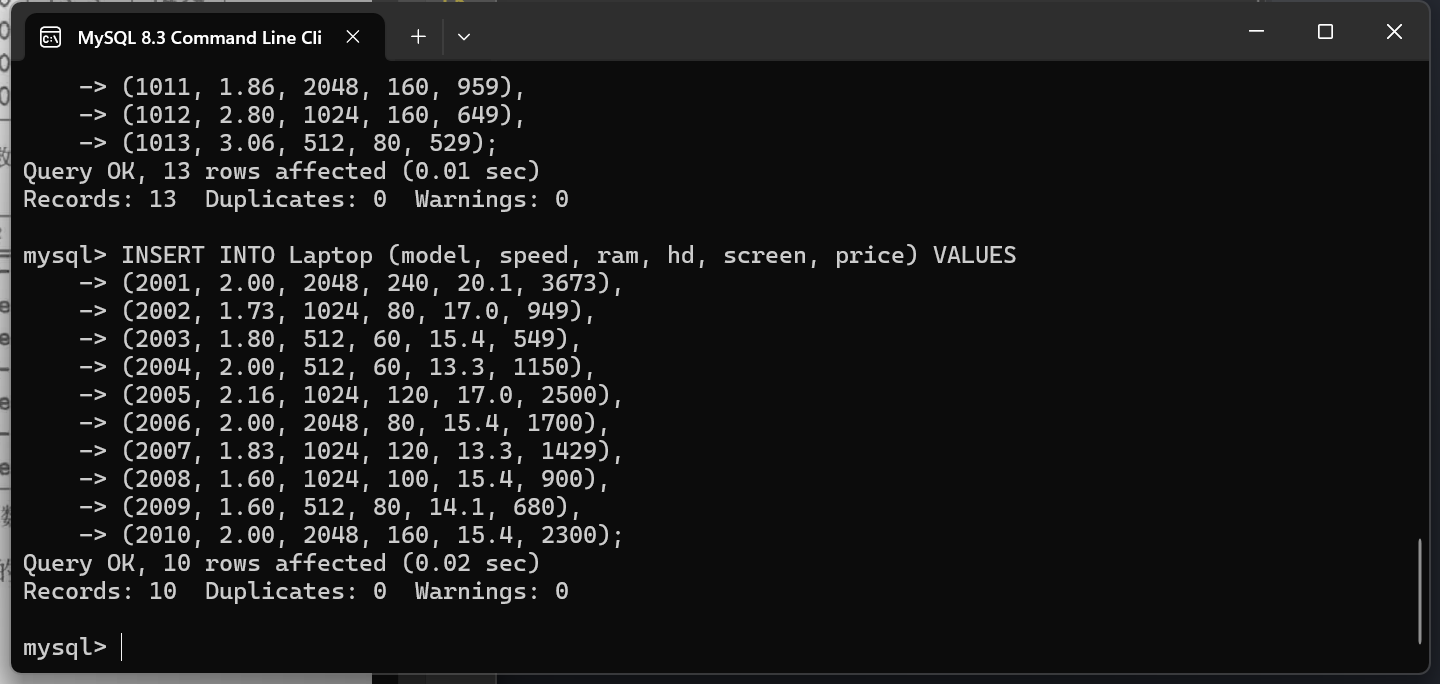 MySQL 8.3 Command Line Cli
-> (1011, 1.86, 2048, 160, 959),
-> (1012, 2.80, 1024, 160, 649),
-> (1013, 3.06, 512, 80, 529);
Query OK, 13 rows affected (0.01 sec)
Records: 13  Duplicates: 0  Warnings: 0
mysql> INSERT INTO Laptop (model, speed, ram, hd, screen, price) VALUES
-> (2001, 2.00, 2048, 240, 20.1, 3673),
-> (2002, 1.73, 1024, 80, 17.0, 949),
-> (2003, 1.80, 512, 60, 15.4, 549),
-> (2004, 2.00, 512, 60, 13.3, 1150),
-> (2005, 2.16, 1024, 120, 17.0, 2500),
-> (2006, 2.00, 2048, 80, 15.4, 1700),
-> (2007, 1.83, 1024, 120, 13.3, 1429),
-> (2008, 1.60, 1024, 100, 15.4, 900),
-> (2009, 1.60, 512, 80, 14.1, 680),
-> (2010, 2.00, 2048, 160, 15.4, 2300);
Query OK, 10 rows affected (0.02 sec)
Records: 10  Duplicates: 0  Warnings: 0
mysql>